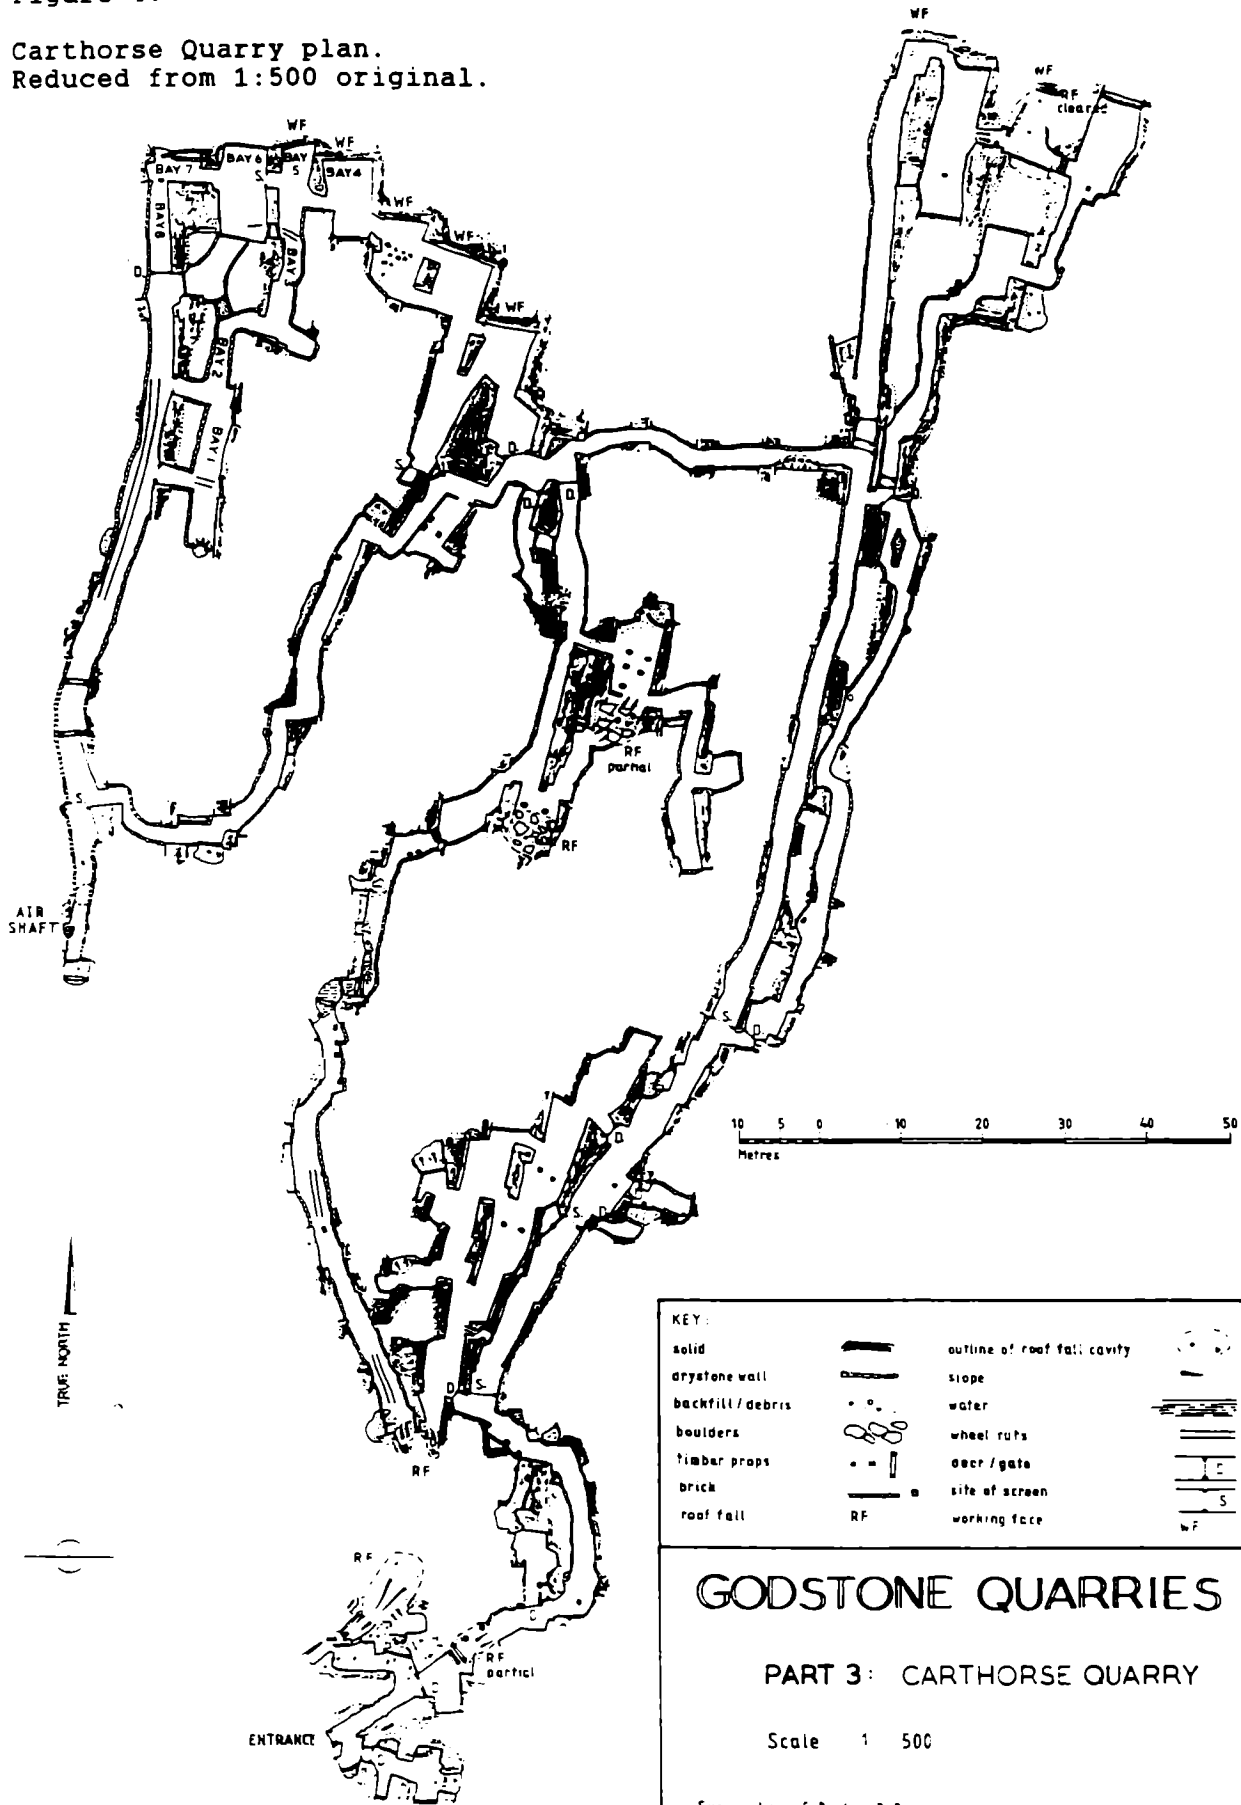 Carthorse Quarry plan.
Reduced from 1:500 original.
WF
WF
RF
cleared
WF
WF
BAY 7
BAY 6
BAY
5
BAY 4
S
WF
WF
WF
BAY 8
BAY 3
BAY 2
BAY 1
D
D
S
D
D
RF
partial
RF
S
AIR
SHAFT
S
D
10 5 0 10 20 30 40 50
Metres
D
S
D
TRUE NORTH
D
S
RF
RF
RF
partial
ENTRANCE
KEY:
solid
drystone wall
backfill/debris
boulders
timber props
brick
roof fall RF
outline of roof fall cavity
slope
water
wheel ruts
door/gate
site of screen S
working face WF
GODSTONE QUARRIES
PART 3: CARTHORSE QUARRY
Scale 1 500